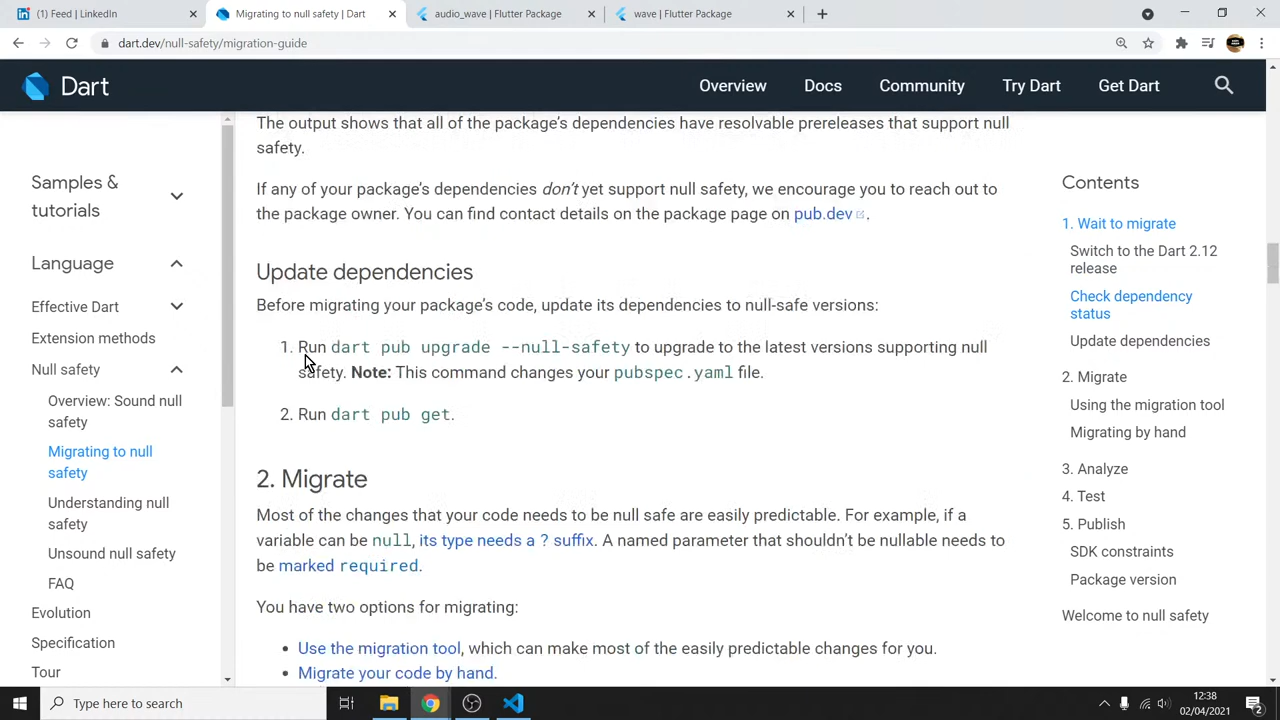 (1) Feed | LinkedIn
Migrating to null safety | Dart
audio_wave | Flutter Package
wave | Flutter Package
dart.dev/null-safety/migration-guide
Dart
Overview
Docs
Community
Try Dart
Get Dart
Samples &
tutorials
Language
Effective Dart
Extension methods
Null safety
Overview: Sound null
safety
Migrating to null
safety
Understanding null
safety
Unsound null safety
FAQ
Evolution
Specification
Tour
The output shows that all of the package's dependencies have resolvable prereleases that support null
safety.
If any of your package's dependencies don't yet support null safety, we encourage you to reach out to
the package owner. You can find contact details on the package page on pub.dev.
Update dependencies
Before migrating your package's code, update its dependencies to null-safe versions:
1. Run dart pub upgrade --null-safety to upgrade to the latest versions supporting null
safety. Note: This command changes your pubspec.yaml file.
2. Run dart pub get.
2. Migrate
Most of the changes that your code needs to be null safe are easily predictable. For example, if a
variable can be null, its type needs a ? suffix. A named parameter that shouldn't be nullable needs to
be marked required.
You have two options for migrating:
• Use the migration tool, which can make most of the easily predictable changes for you.
• Migrate your code by hand.
Contents
1. Wait to migrate
Switch to the Dart 2.12
release
Check dependency
status
Update dependencies
2. Migrate
Using the migration tool
Migrating by hand
3. Analyze
4. Test
5. Publish
SDK constraints
Package version
Welcome to null safety
Type here to search
12:38
02/04/2021
2